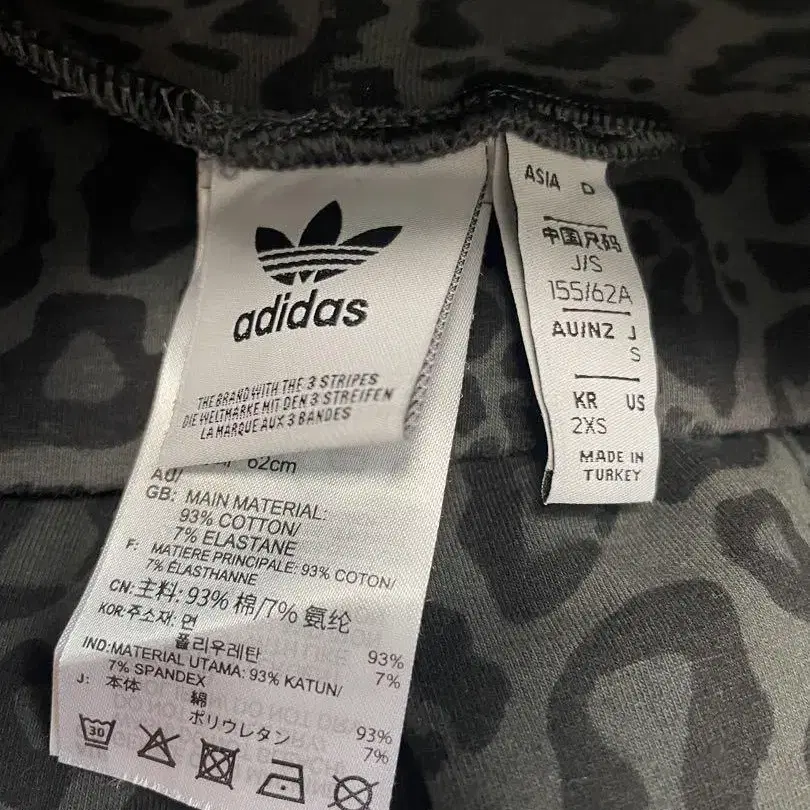 adidas
THE BRAND WITH THE 3 STRIPES
DIE WELTMARKE MIT DEN 3 STREIFEN
LA MARQUE AUX 3 BANDES
62cm
AU/
GB: MAIN MATERIAL:
93% COTTON/
7% ELASTANE
F: MATIERE PRINCIPALE: 93% COTON/
7% ÉLASTHANNE
CN: 主料: 93% 棉/7% 氨纶
KOR: 주소재: 면 93%
폴리우레탄 7%
IND: MATERIAL UTAMA: 93% KATUN/
7% SPANDEX
J: 本体 綿 93%
ポリウレタン 7%
30
ASIA D
中国尺码
J/S
155/62A
AU/NZ J
S
KR US
2XS
MADE IN
TURKEY